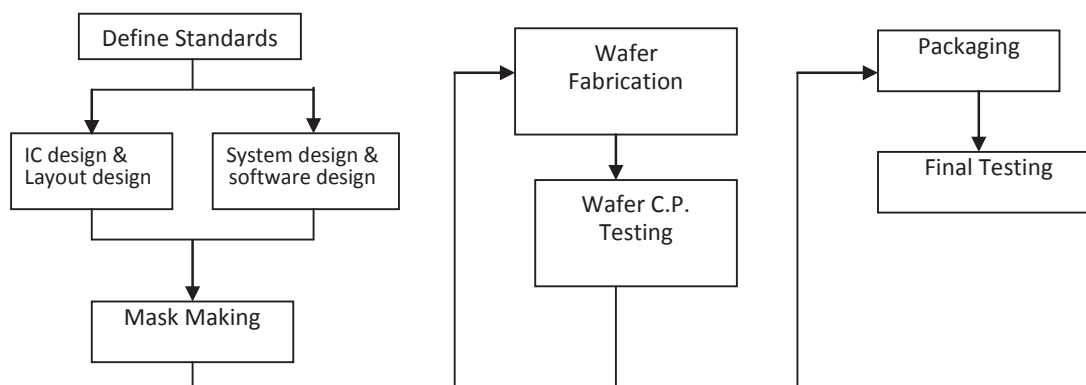 Define Standards
IC design &
Layout design
System design &
software design
Mask Making
Wafer
Fabrication
Wafer C.P.
Testing
Packaging
Final Testing